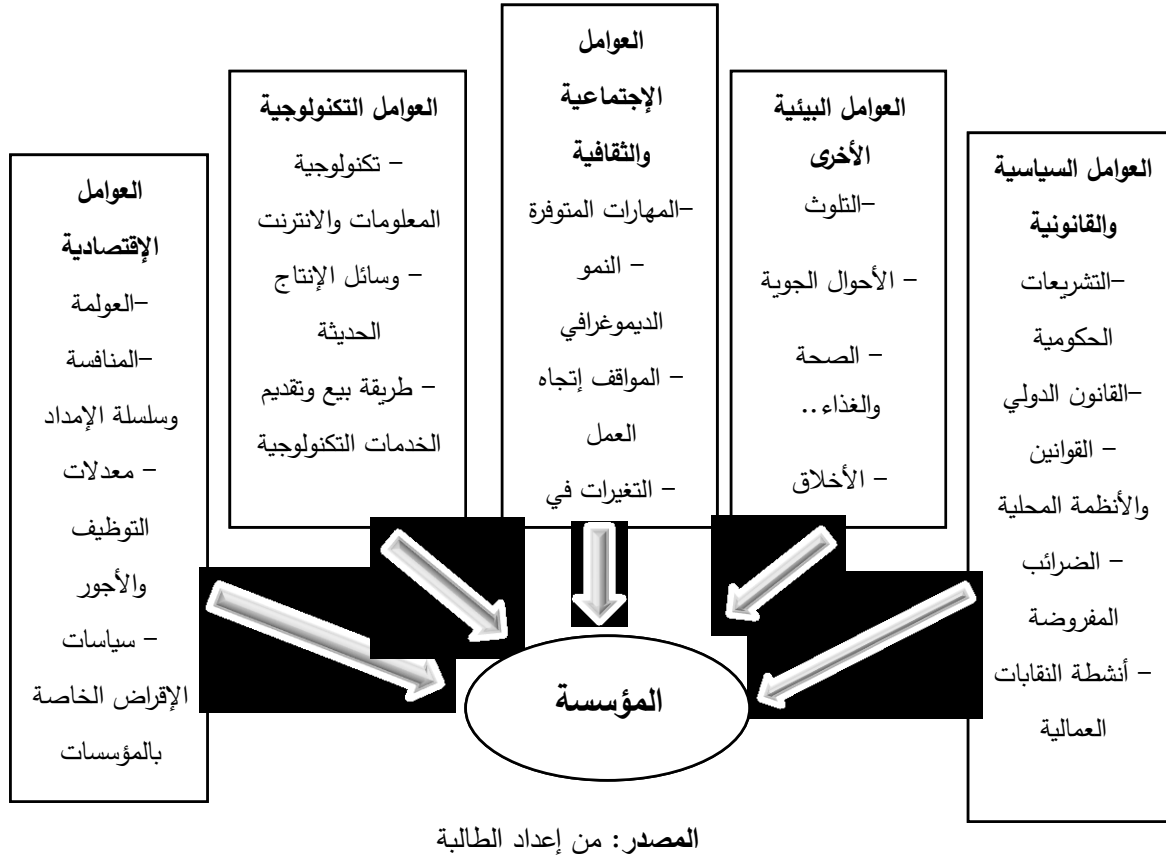 العوامل السياسية
والقانونية
-التشريعات
الحكومية
-القانون الدولي
- القوانين
والأنظمة المحلية
- الضرائب
المفروضة
- أنشطة النقابات
العمالية
العوامل البيئية
الأخرى
-التلوث
- الأحوال الجوية
- الصحة
والغذاء..
- الأخلاق
العوامل
الإجتماعية
والثقافية
-المهارات المتوفرة
- النمو
الديموغرافي
- المواقف إتجاه
العمل
- التغيرات في
العوامل التكنولوجية
- تكنولوجية
المعلومات والانترنت
- وسائل الإنتاج
الحديثة
- طريقة بيع وتقديم
الخدمات التكنولوجية
العوامل
الإقتصادية
-العولمة
-المنافسة
وسلسلة الإمداد
- معدلات
التوظيف
والأجور
- سياسات
الإقراض الخاصة
بالمؤسسات
المؤسسة
المصدر: من إعداد الطالبة